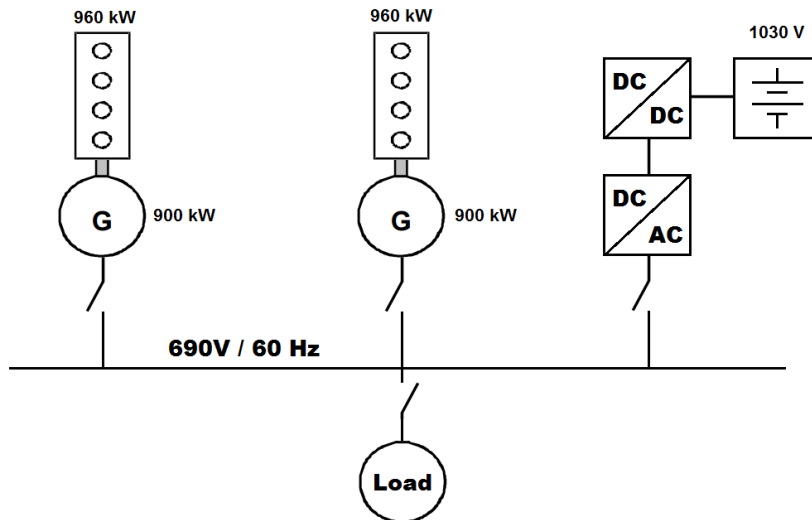 960 kW
960 kW
1030 V
DC
DC
G
900 kW
G
900 kW
DC
AC
690V / 60 Hz
Load